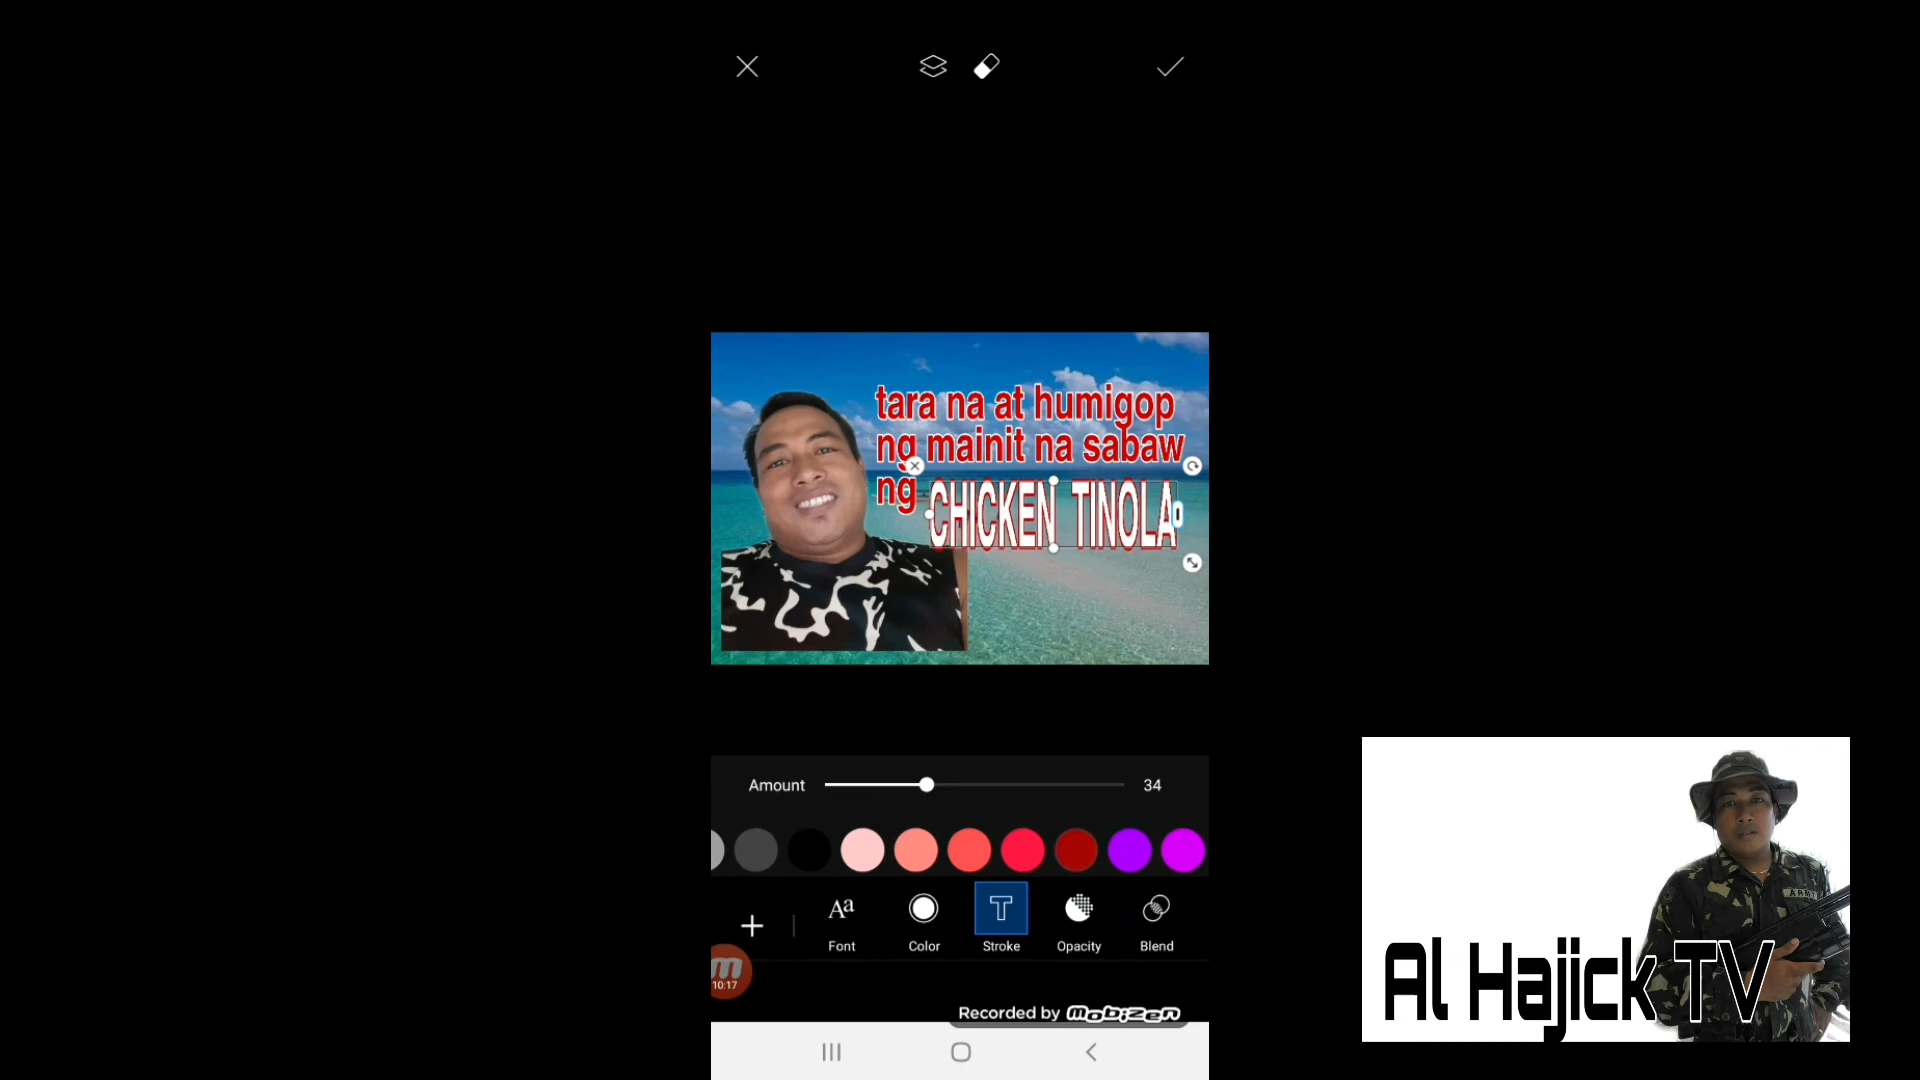 tara na at humigop
ng mainit na sabaw
ng
CHICKEN TINOLA
Amount
34
Font
Color
Stroke
Opacity
Blend
10:17
Recorded by mobizen
ARMY
Al Hajick TV